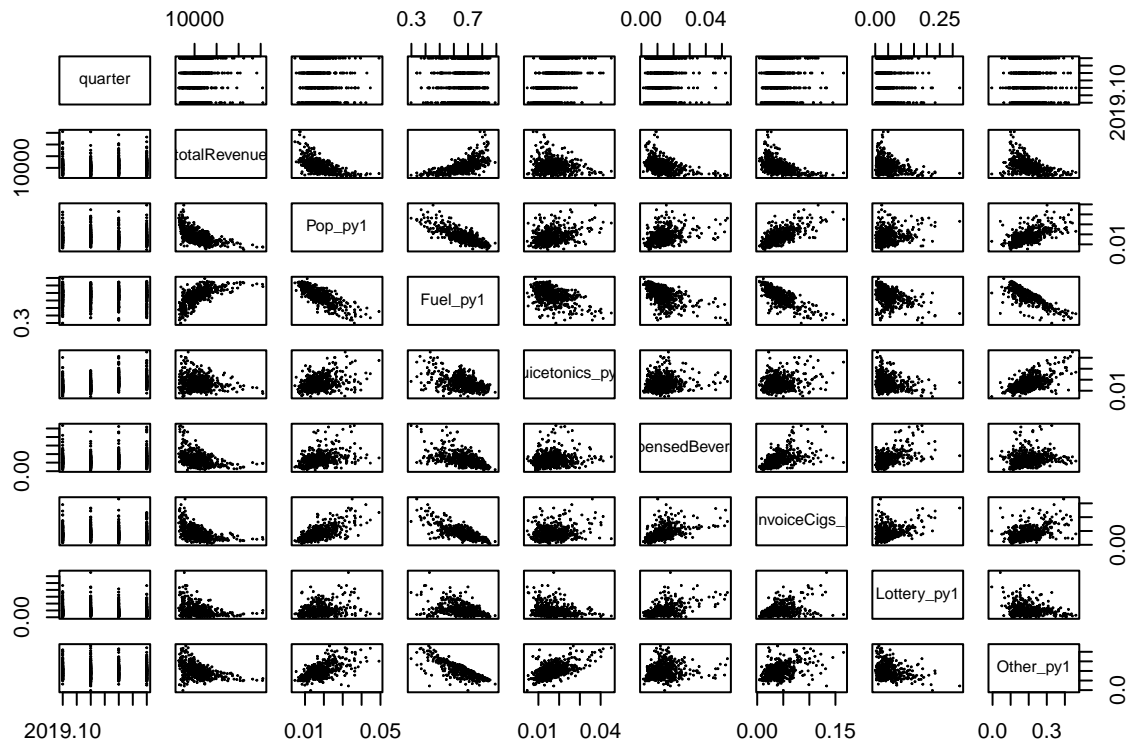 10000
0.3 0.7
0.00 0.04
0.00 0.25
quarter
2019.10
10000
totalRevenue
Pop_py1
0.01
0.3
Fuel_py1
uicetonics_py
0.01
0.00
pensedBever
nvoiceCigs_
0.00
0.00
Lottery_py1
Other_py1
0.0
2019.10
0.01 0.05
0.01 0.04
0.00 0.15
0.0 0.3